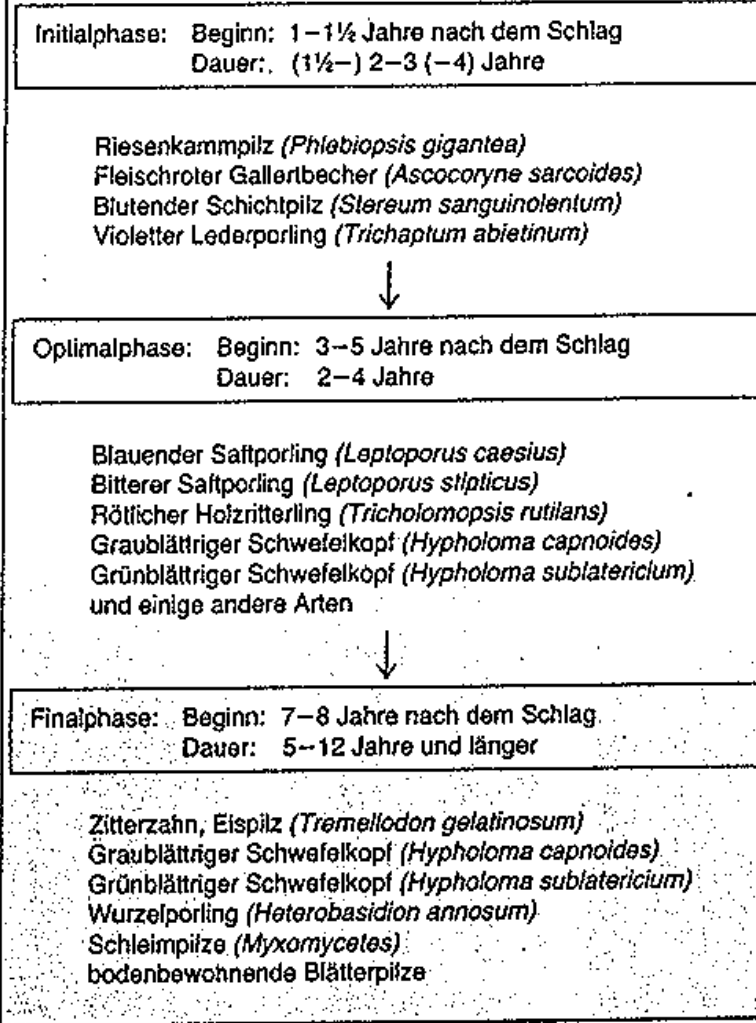 Initialphase: Beginn: 1–1½ Jahre nach dem Schlag
Dauer: (1½–) 2–3 (–4) Jahre
Riesenkammpilz (Phlebiopsis gigantea)
Fleischroter Gallertbecher (Ascocoryne sarcoides)
Blutender Schichtpilz (Stereum sanguinolentum)
Violetter Lederporling (Trichaptum abietinum)
Optimalphase: Beginn: 3–5 Jahre nach dem Schlag
Dauer: 2–4 Jahre
Blauender Saftporling (Leptoporus caesius)
Bitterer Saftporling (Leptoporus stipticus)
Rötlicher Holzritterling (Tricholomopsis rutilans)
Graublättriger Schwefelkopf (Hypholoma capnoides)
Grünblättriger Schwefelkopf (Hypholoma sublatericium)
und einige andere Arten
Finalphase: Beginn: 7–8 Jahre nach dem Schlag
Dauer: 5–12 Jahre und länger
Zitterzahn, Eispilz (Tremellodon gelatinosum)
Graublättriger Schwefelkopf (Hypholoma capnoides)
Grünblättriger Schwefelkopf (Hypholoma sublatericium)
Wurzelporling (Heterobasidion annosum)
Schleimpilze (Myxomycetes)
bodenbewohnende Blätterpilze